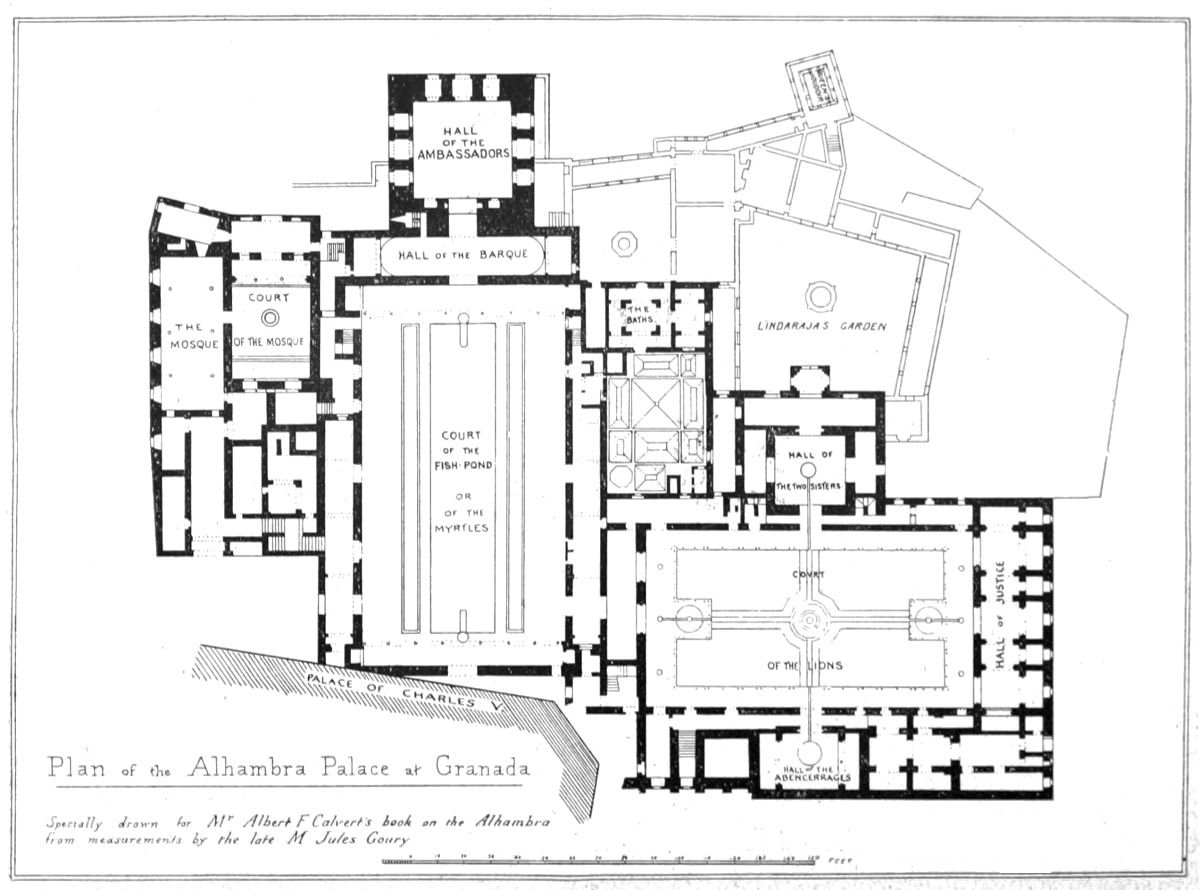 QUEEN'S
BOUDOIR
HALL
OF THE
AMBASSADORS
HALL OF THE BARQUE
COURT
OF THE MOSQUE
THE
MOSQUE
THE
BATHS
LINDARAJAS GARDEN
COURT
OF THE
FISH-POND
OR
OF THE
MYRTLES
HALL OF
THE TWO SISTERS
COURT
OF THE LIONS
HALL OF JUSTICE
PALACE OF CHARLES V.
HALL OF THE
ABENCERRAGES
Plan of the Alhambra Palace at Granada
Specially drawn for Mr Albert F Calvert's book on the Alhambra
from measurements by the late M Jules Goury
FEET